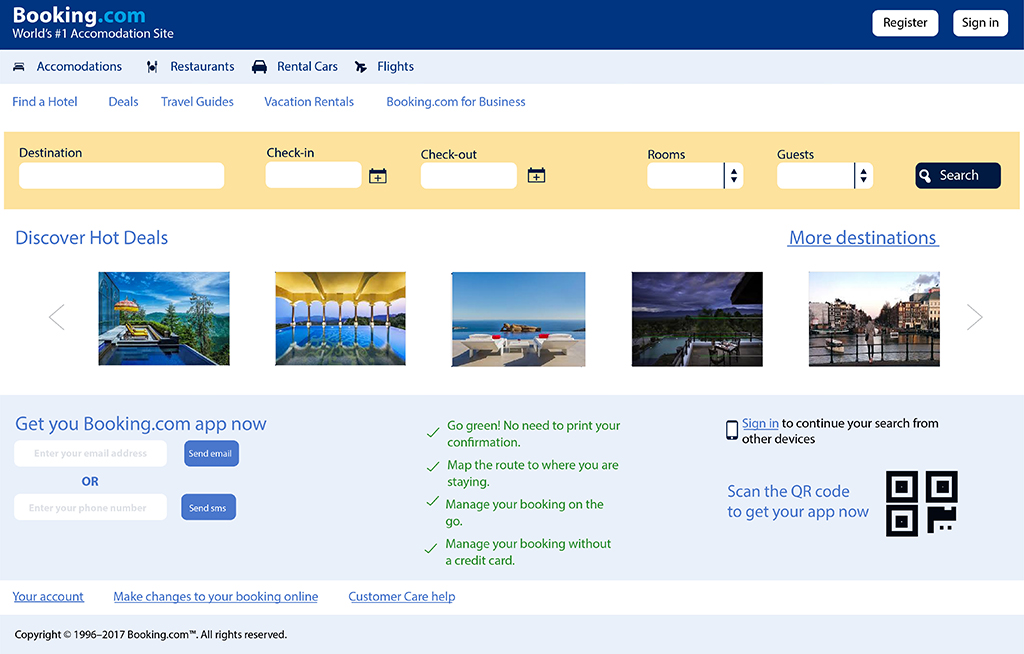 Booking.com
World's #1 Accomodation Site
Register
Sign in
Accomodations
Restaurants
Rental Cars
Flights
Find a Hotel
Deals
Travel Guides
Vacation Rentals
Booking.com for Business
Destination
Check-in
Check-out
Rooms
Guests
Search
Discover Hot Deals
More destinations
Get you Booking.com app now
Enter your email address
Send email
OR
Enter your phone number
Send sms
Go green! No need to print your
confirmation.
Map the route to where you are
staying.
Manage your booking on the
go.
Manage your booking without
a credit card.
Sign in to continue your search from
other devices
Scan the QR code
to get your app now
Your account
Make changes to your booking online
Customer Care help
Copyright © 1996–2017 Booking.com™. All rights reserved.